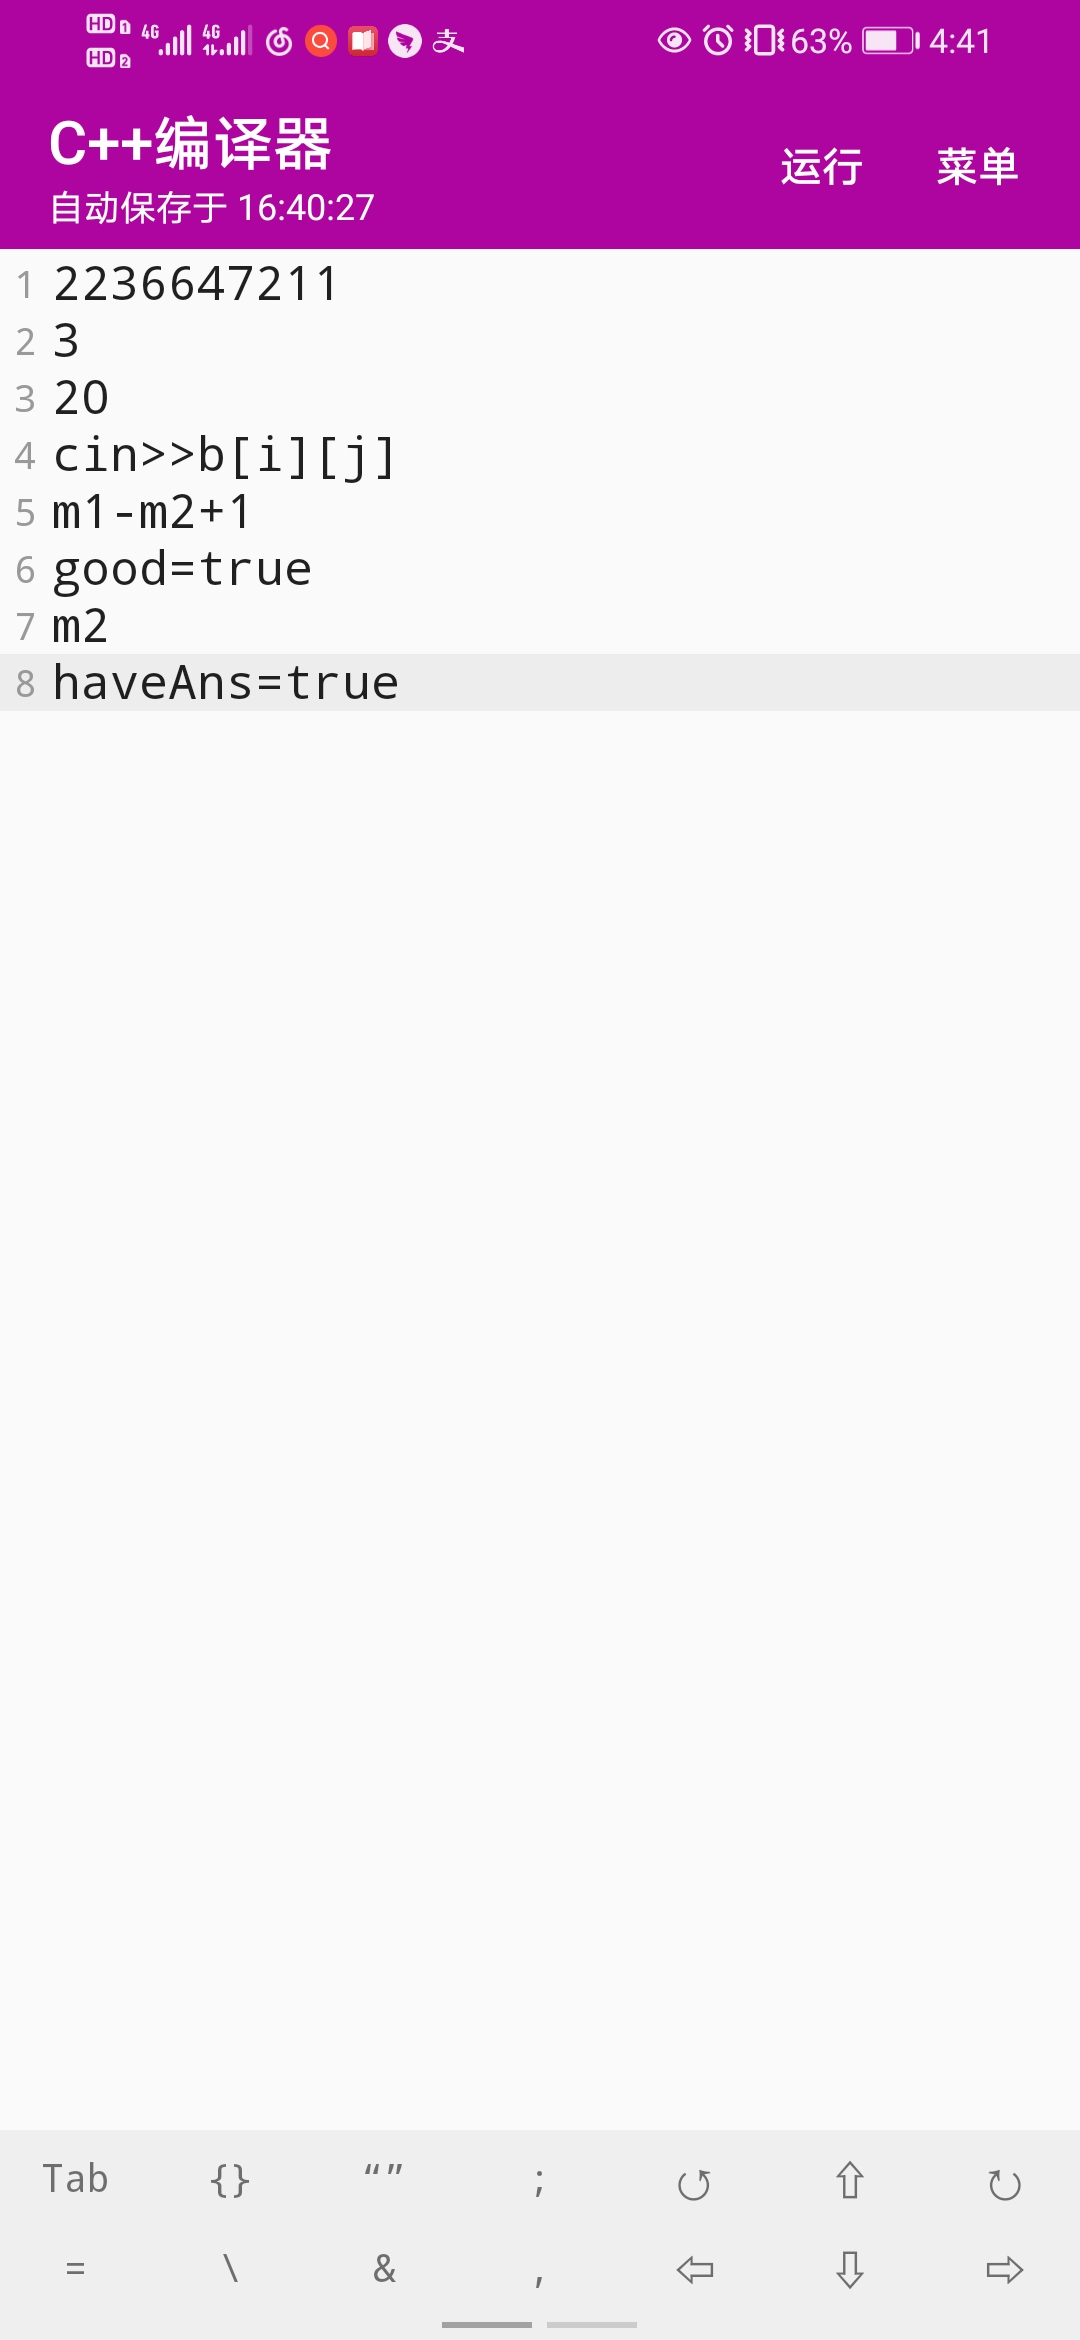 HD 1 4G 4G 63% 4:41
HD 2
C++编译器
运行 菜单
自动保存于 16:40:27
1 2236647211
2 3
3 20
4 cin>>b[i][j]
5 m1-m2+1
6 good=true
7 m2
8 haveAns=true
Tab {} “” ;
= \ & ,